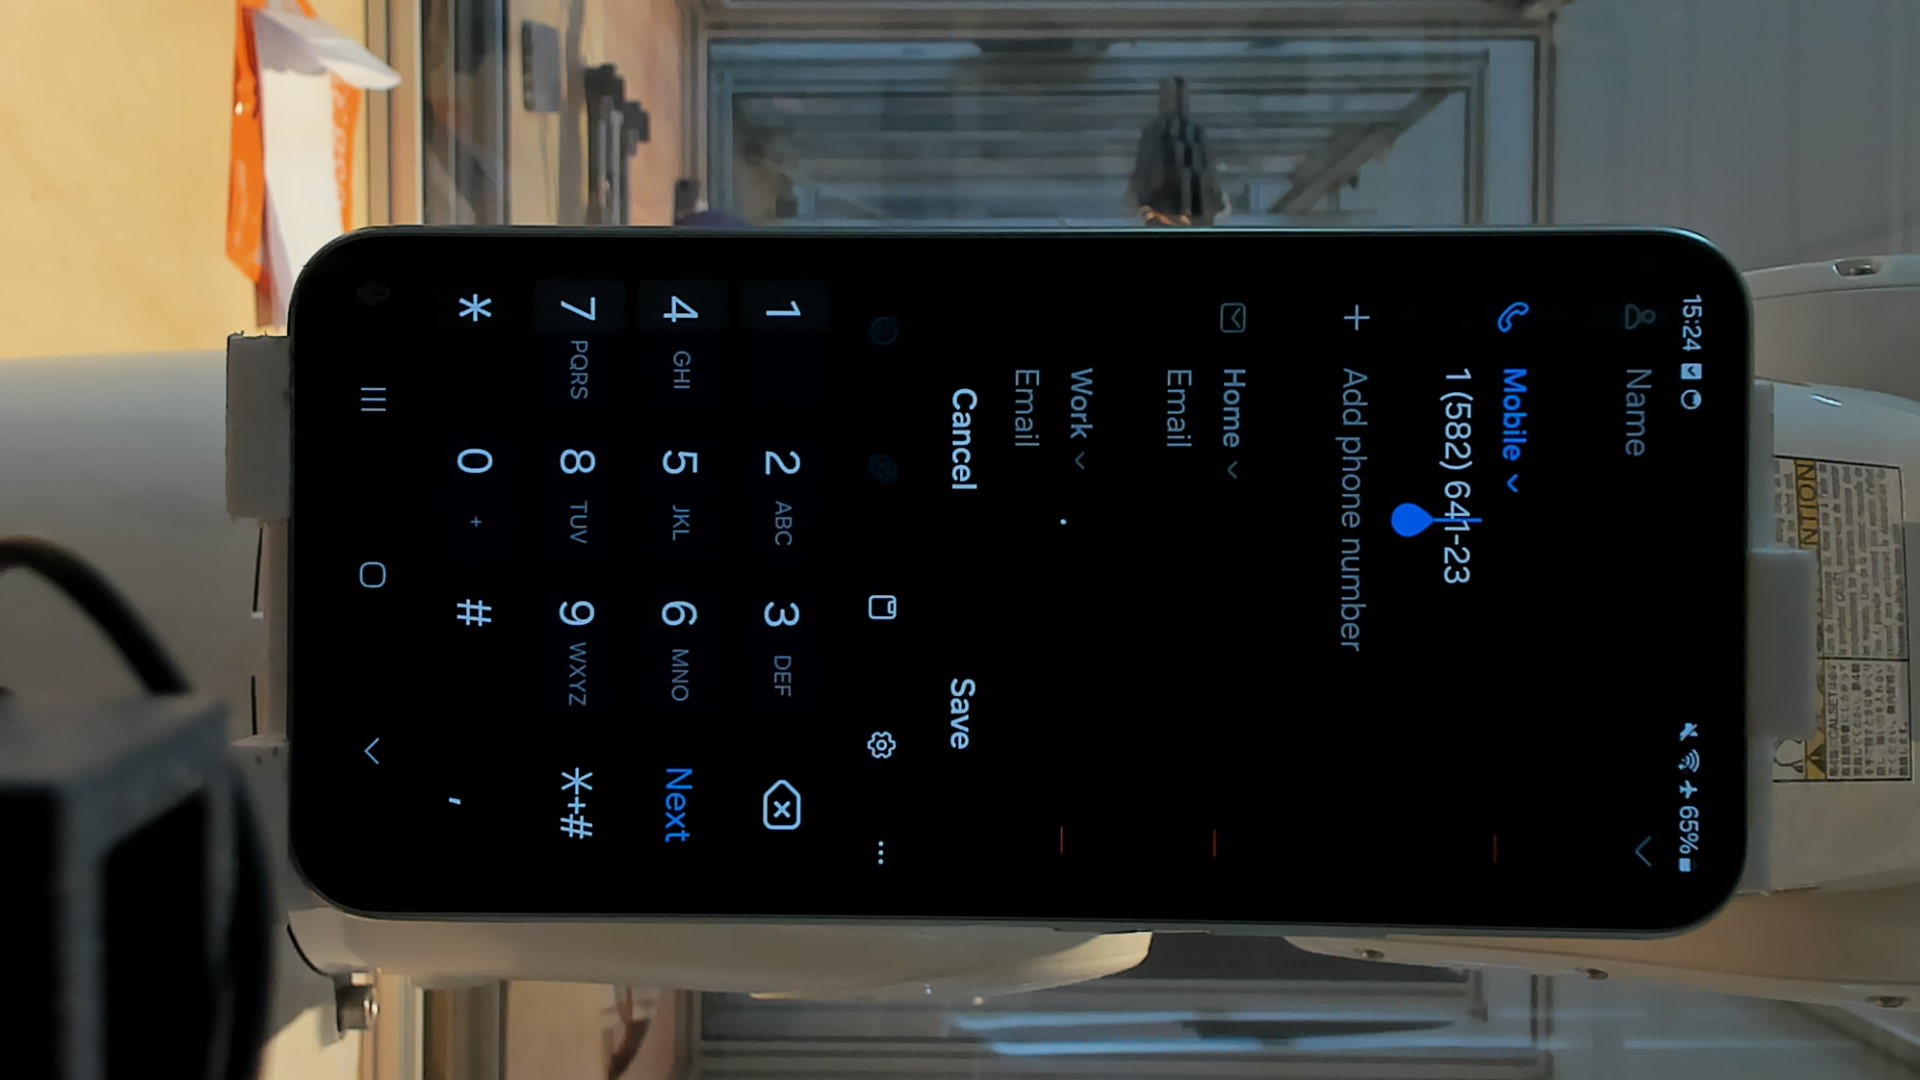 15:24 65%
Name
Mobile
1 (582) 641-23
Add phone number
Home
Email
Work
Email
Cancel Save
1 2 ABC 3 DEF
4 GHI 5 JKL 6 MNO Next
7 PQRS 8 TUV 9 WXYZ *+#
* 0 + # ,